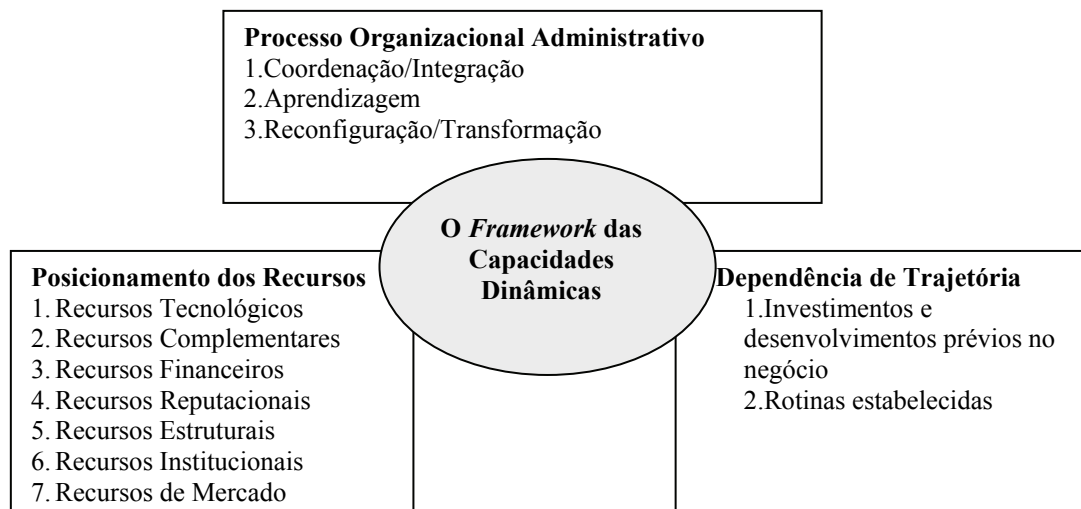 Processo Organizacional Administrativo
1.Coordenação/Integração
2.Aprendizagem
3.Reconfiguração/Transformação
O Framework das
Capacidades
Dinâmicas
Posicionamento dos Recursos
1. Recursos Tecnológicos
2. Recursos Complementares
3. Recursos Financeiros
4. Recursos Reputacionais
5. Recursos Estruturais
6. Recursos Institucionais
7. Recursos de Mercado
Dependência de Trajetória
1.Investimentos e
desenvolvimentos prévios no
negócio
2.Rotinas estabelecidas